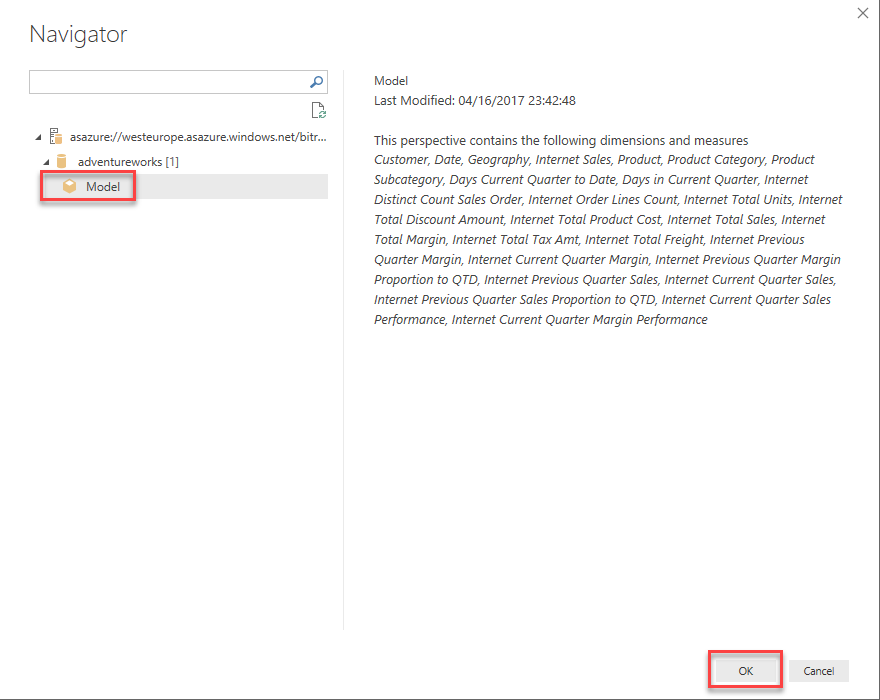 Navigator
asazure://westeurope.asazure.windows.net/bitr...
adventureworks [1]
Model
Model
Last Modified: 04/16/2017 23:42:48
This perspective contains the following dimensions and measures
Customer, Date, Geography, Internet Sales, Product, Product Category, Product
Subcategory, Days Current Quarter to Date, Days in Current Quarter, Internet
Distinct Count Sales Order, Internet Order Lines Count, Internet Total Units, Internet
Total Discount Amount, Internet Total Product Cost, Internet Total Sales, Internet
Total Margin, Internet Total Tax Amt, Internet Total Freight, Internet Previous
Quarter Margin, Internet Current Quarter Margin, Internet Previous Quarter Margin
Proportion to QTD, Internet Previous Quarter Sales, Internet Current Quarter Sales,
Internet Previous Quarter Sales Proportion to QTD, Internet Current Quarter Sales
Performance, Internet Current Quarter Margin Performance
OK
Cancel